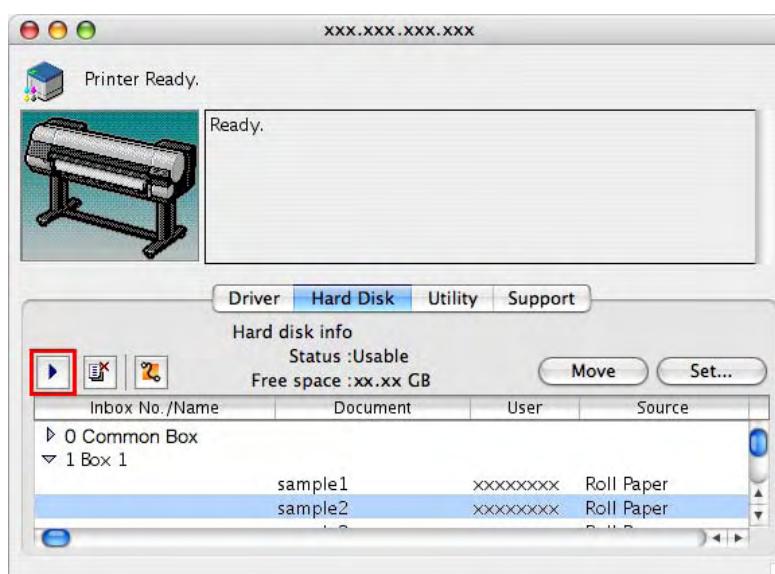 xxx.xxx.xxx.xxx
Printer Ready.
Ready.
Driver Hard Disk Utility Support
Hard disk info
Status :Usable
Free space :xx.xx GB
Move Set...
Inbox No./Name Document User Source
0 Common Box
1 Box 1
sample1 xxxxxxxx Roll Paper
sample2 xxxxxxxx Roll Paper